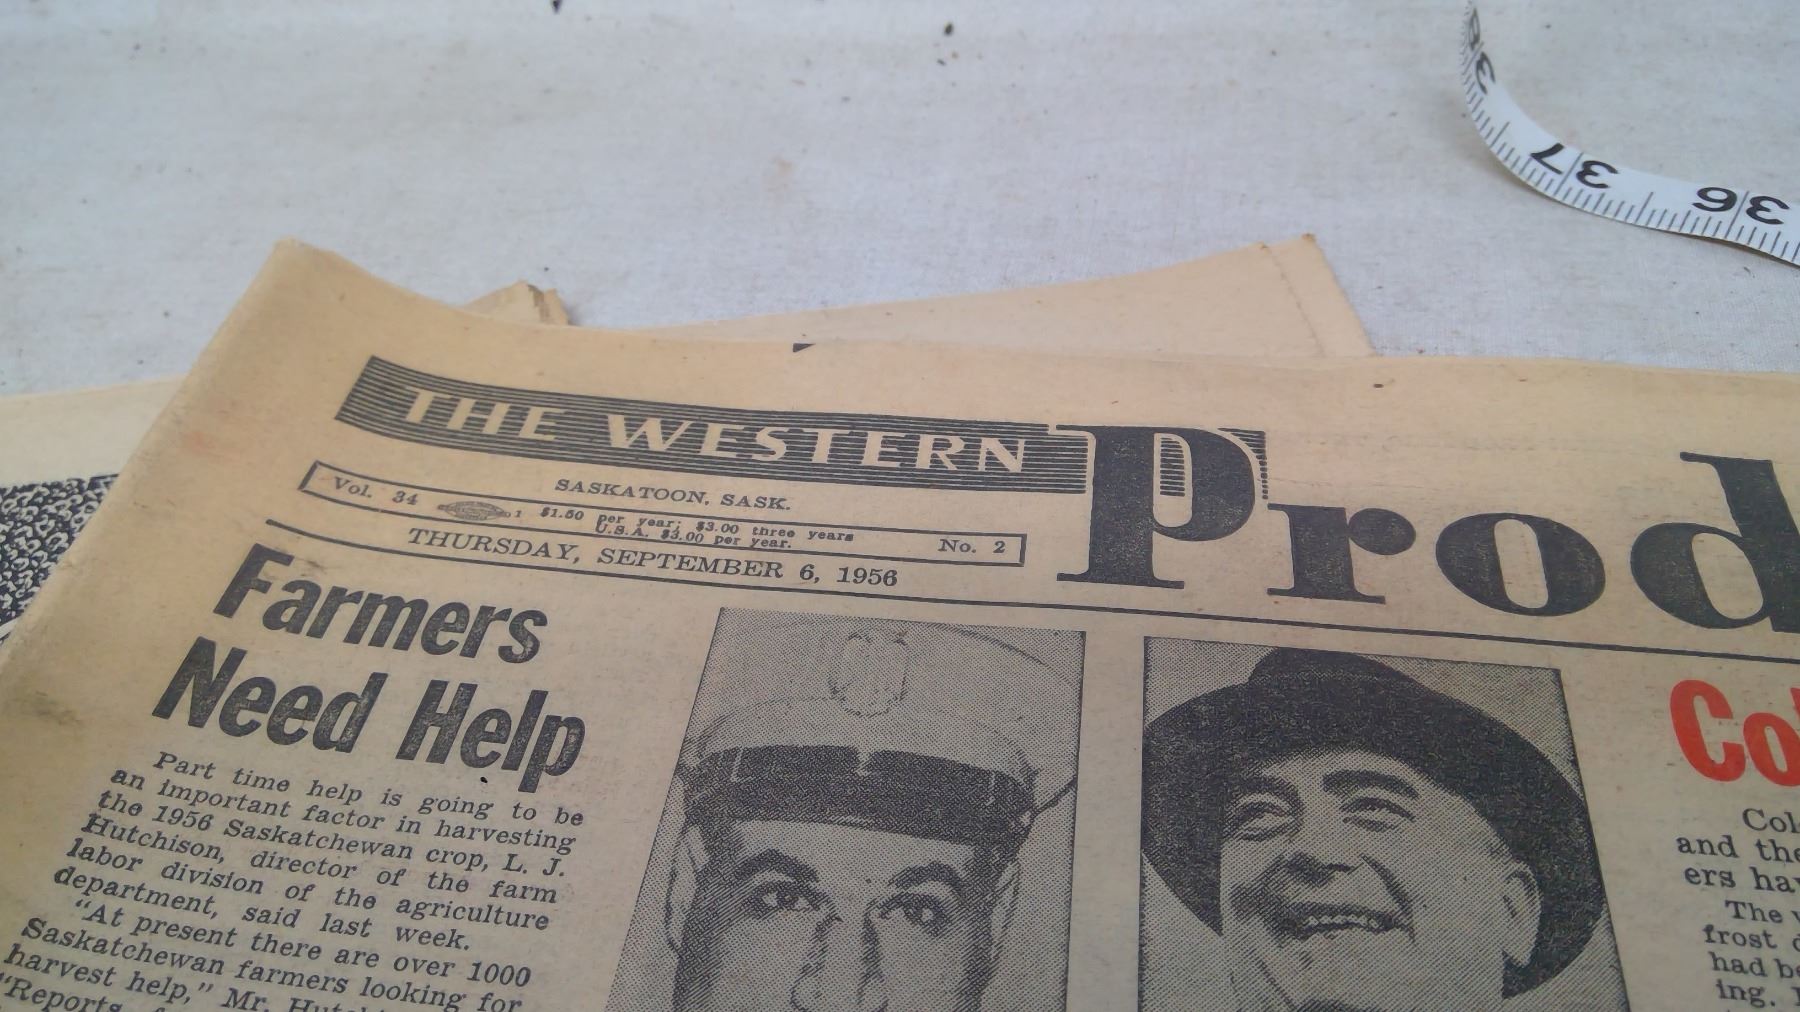 THE WESTERN Prod
SASKATOON, SASK.
Vol. 34
1 $1.50 per year; $3.00 three years
U.S.A. $3.00 per year.
No. 2
THURSDAY, SEPTEMBER 6, 1956
Farmers
Need Help
Part time help is going to be
an important factor in harvesting
the 1956 Saskatchewan crop, L. J.
Hutchison, director of the farm
labor division of the agriculture
department, said last week.
"At present there are over 1000
Saskatchewan farmers looking for
harvest help," Mr.
"Reports
Co
Col
and the
ers hav
The
frost
had be
ing.
38
37
36